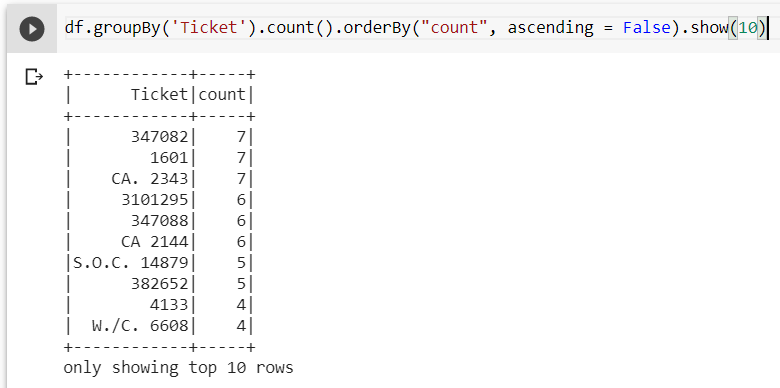 df.groupBy('Ticket').count().orderBy("count", ascending = False).show(10)
+------------+-----+
|      Ticket|count|
+------------+-----+
|      347082|    7|
|        1601|    7|
|    CA. 2343|    7|
|     3101295|    6|
|      347088|    6|
|     CA 2144|    6|
|S.O.C. 14879|    5|
|      382652|    5|
|        4133|    4|
|  W./C. 6608|    4|
+------------+-----+
only showing top 10 rows